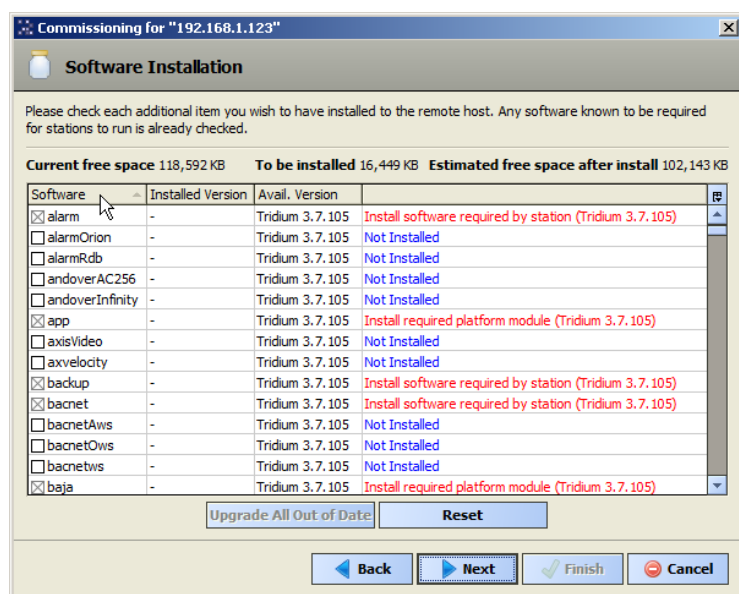 Commissioning for "192.168.1.123"
Software Installation
Please check each additional item you wish to have installed to the remote host. Any software known to be required
for stations to run is already checked.
Current free space 118,592 KB To be installed 16,449 KB Estimated free space after install 102,143 KB
Software Installed Version Avail. Version
alarm - Tridium 3.7.105 Install software required by station (Tridium 3.7.105)
alarmOrion - Tridium 3.7.105 Not Installed
alarmRdb - Tridium 3.7.105 Not Installed
andoverAC256 - Tridium 3.7.105 Not Installed
andoverInfinity - Tridium 3.7.105 Not Installed
app - Tridium 3.7.105 Install required platform module (Tridium 3.7.105)
axisVideo - Tridium 3.7.105 Not Installed
axvelocity - Tridium 3.7.105 Not Installed
backup - Tridium 3.7.105 Install software required by station (Tridium 3.7.105)
bacnet - Tridium 3.7.105 Install software required by station (Tridium 3.7.105)
bacnetAws - Tridium 3.7.105 Not Installed
bacnetOws - Tridium 3.7.105 Not Installed
bacnetws - Tridium 3.7.105 Not Installed
baja - Tridium 3.7.105 Install required platform module (Tridium 3.7.105)
Upgrade All Out of Date Reset
Back Next Finish Cancel